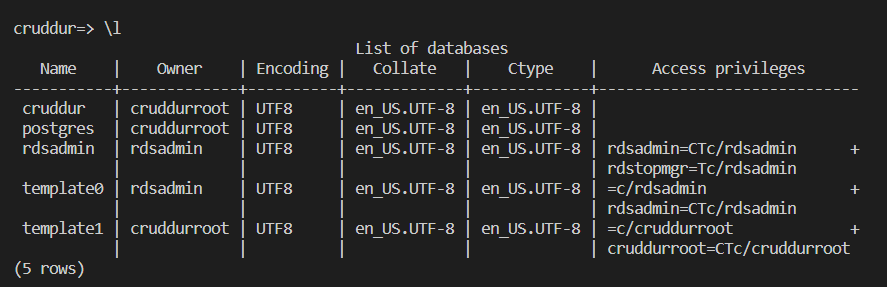 cruddur=> \l
                                          List of databases
   Name    |    Owner    | Encoding |   Collate   |    Ctype    |      Access privileges
-----------+-------------+----------+-------------+-------------+-----------------------------
 cruddur   | cruddurroot | UTF8     | en_US.UTF-8 | en_US.UTF-8 |
 postgres  | cruddurroot | UTF8     | en_US.UTF-8 | en_US.UTF-8 |
 rdsadmin  | rdsadmin    | UTF8     | en_US.UTF-8 | en_US.UTF-8 | rdsadmin=CTc/rdsadmin      +
           |             |          |             |             | rdstopmgr=Tc/rdsadmin
 template0 | rdsadmin    | UTF8     | en_US.UTF-8 | en_US.UTF-8 | =c/rdsadmin                +
           |             |          |             |             | rdsadmin=CTc/rdsadmin
 template1 | cruddurroot | UTF8     | en_US.UTF-8 | en_US.UTF-8 | =c/cruddurroot             +
           |             |          |             |             | cruddurroot=CTc/cruddurroot
(5 rows)